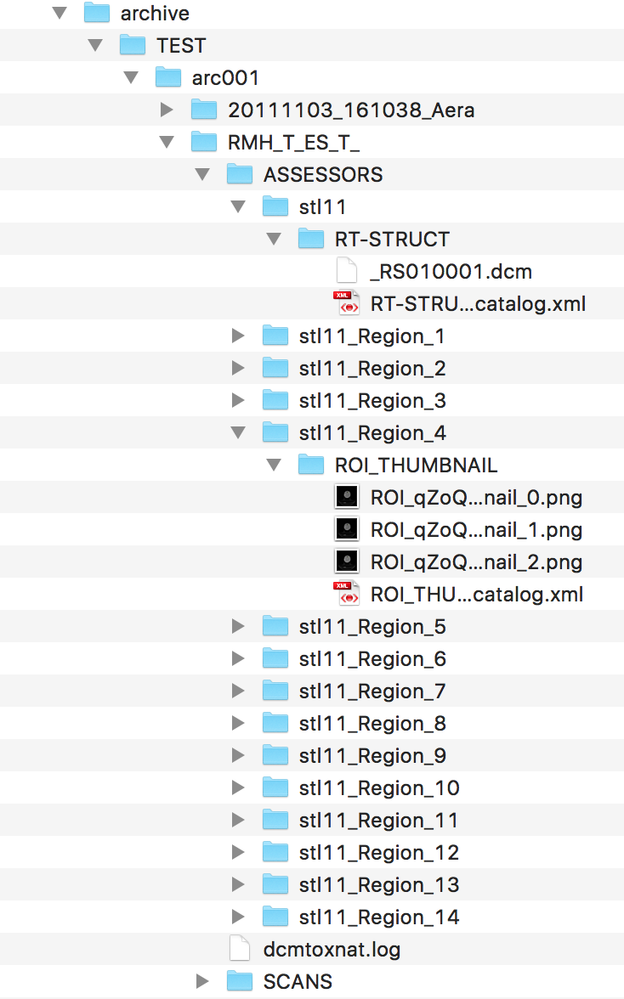 archive
TEST
arc001
20111103_161038_Aera
RMH_T_ES_T_
ASSESSORS
stl11
RT-STRUCT
_RS010001.dcm
XML RT-STRU...catalog.xml
stl11_Region_1
stl11_Region_2
stl11_Region_3
stl11_Region_4
ROI_THUMBNAIL
ROI_qZoQ...nail_0.png
ROI_qZoQ...nail_1.png
ROI_qZoQ...nail_2.png
XML ROI_THU...catalog.xml
stl11_Region_5
stl11_Region_6
stl11_Region_7
stl11_Region_8
stl11_Region_9
stl11_Region_10
stl11_Region_11
stl11_Region_12
stl11_Region_13
stl11_Region_14
dcmtoxnat.log
SCANS